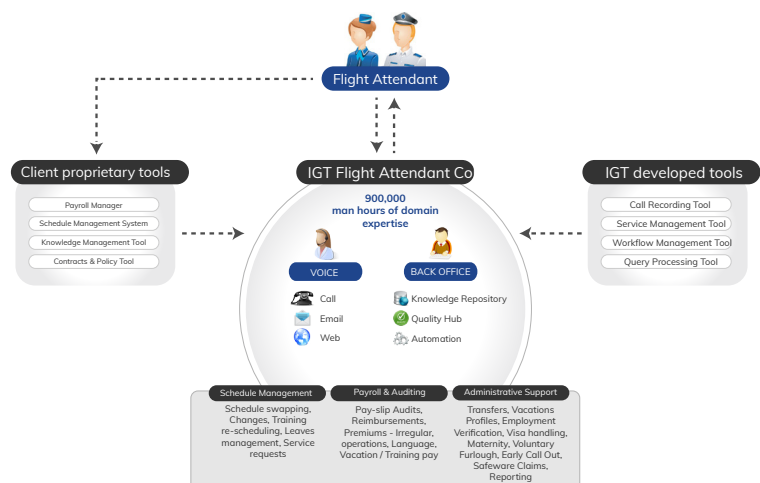 Flight Attendant
Client proprietary tools
Payroll Manager
Schedule Management System
Knowledge Management Tool
Contracts & Policy Tool
IGT Flight Attendant Co
900,000
man hours of domain
expertise
VOICE
Call
Email
Web
BACK OFFICE
Knowledge Repository
Quality Hub
Automation
IGT developed tools
Call Recording Tool
Service Management Tool
Workflow Management Tool
Query Processing Tool
Schedule Management
Schedule swapping,
Changes, Training
re-scheduling, Leaves
management, Service
requests
Payroll & Auditing
Pay-slip Audits,
Reimbursements,
Premiums - Irregular,
operations, Language,
Vacation / Training pay
Administrative Support
Transfers, Vacations
Profiles, Employment
Verification, Visa handling,
Maternity, Voluntary
Furlough, Early Call Out,
Safeware Claims,
Reporting